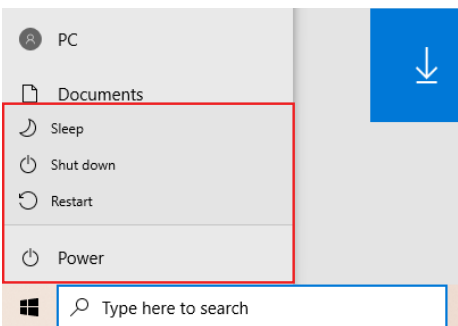 PC
Documents
Sleep
Shut down
Restart
Power
Type here to search